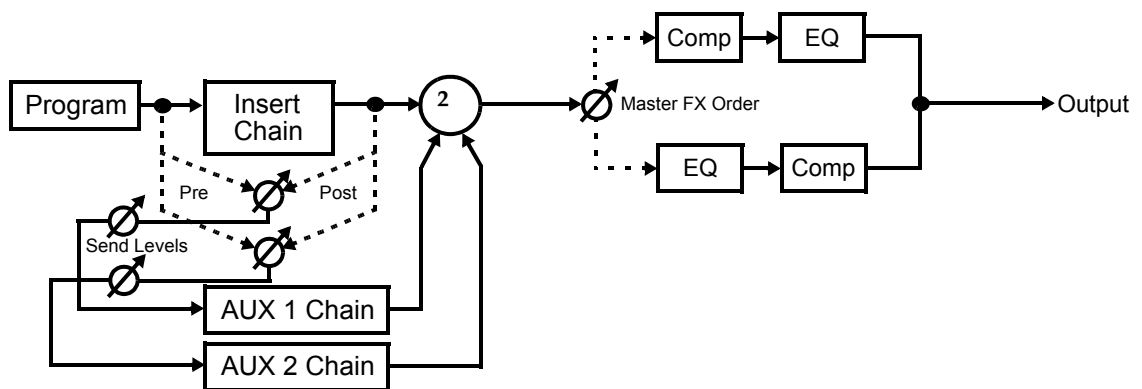 Program
Insert
Chain
2
Comp
EQ
Master FX Order
Output
EQ
Comp
Pre
Post
Send Levels
AUX 1 Chain
AUX 2 Chain